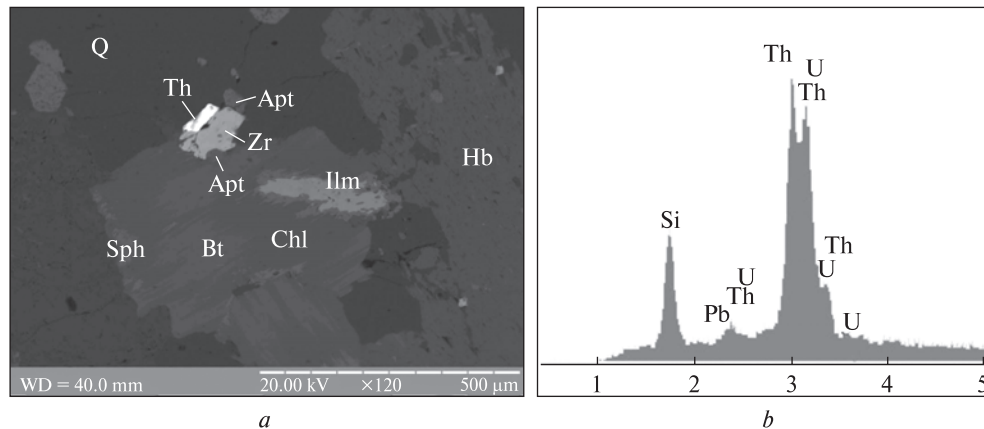 Q
Th
Apt
Zr
Apt
Ilm
Hb
Sph
Bt
Chl
WD = 40.0 mm
20.00 kV
×120
500 μm
a
Th
U
Th
Si
Pb
U
Th
Th
U
U
1
2
3
4
5
b